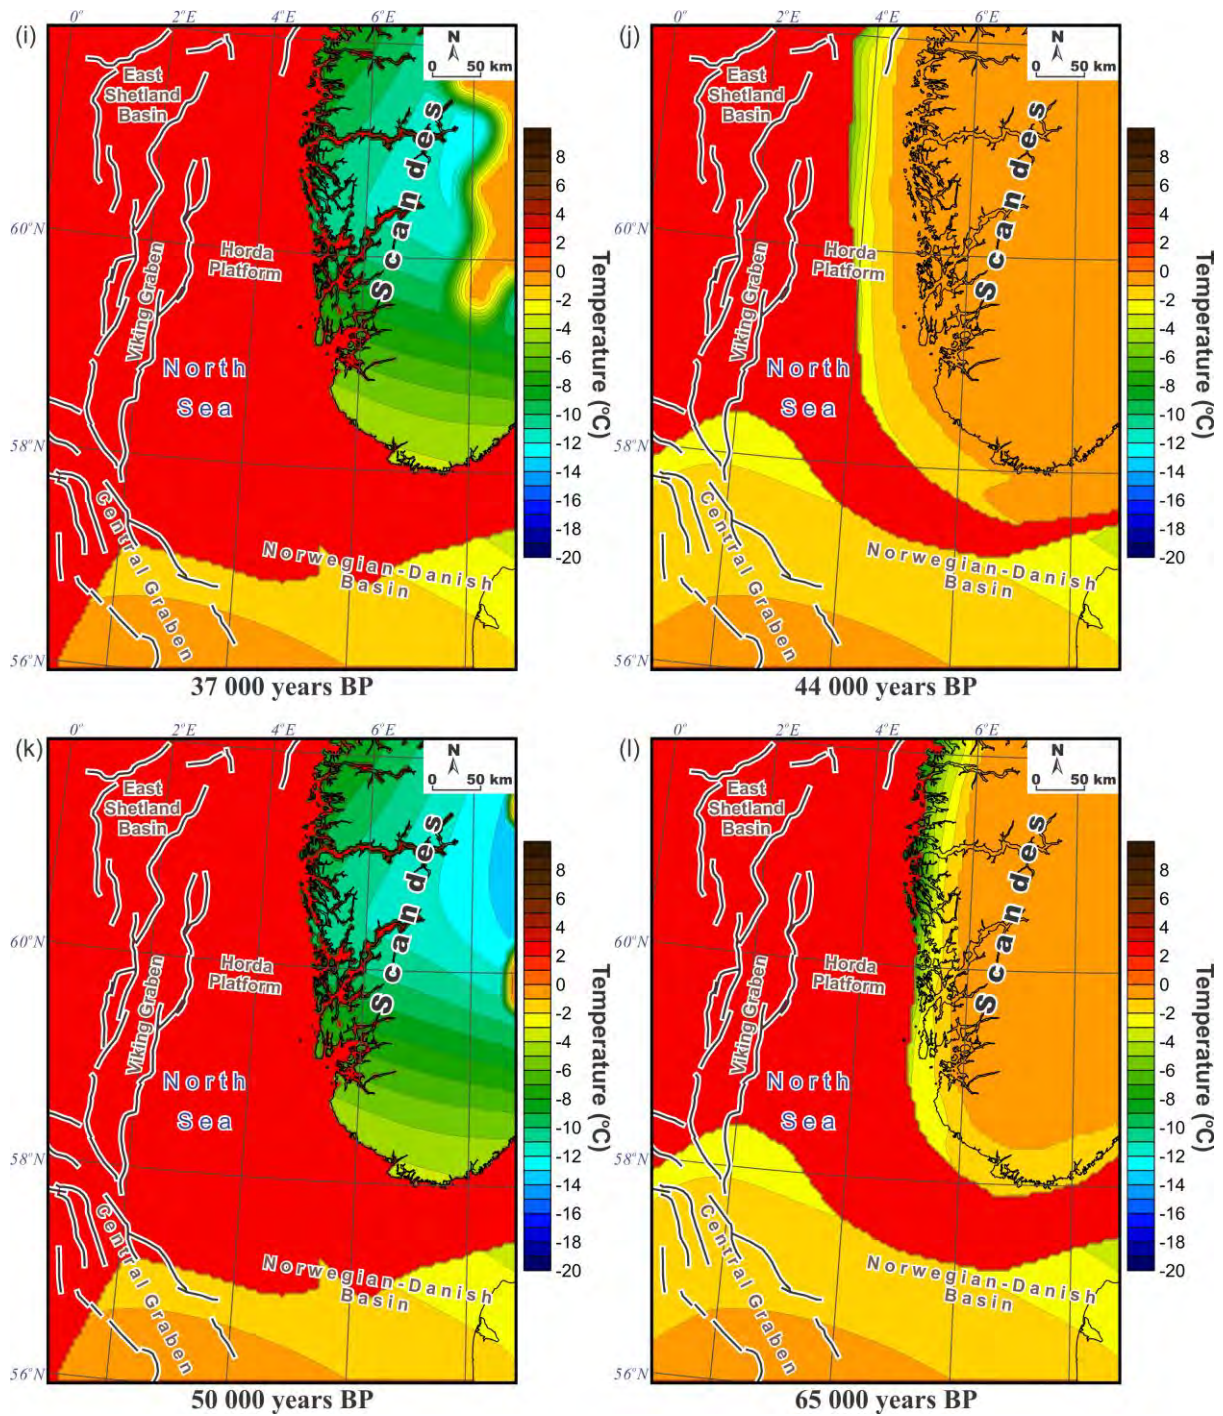 (i)
0°
2°E
4°E
6°E
N
0 50 km
East
Shetland
Basin
Scandes
60°N
Viking Graben
Horda
Platform
North
Sea
58°N
Central Graben
Norwegian-Danish
Basin
56°N
8
6
4
2
0
-2
-4
-6
-8
-10
-12
-14
-16
-18
-20
Temperature (°C)
37 000 years BP
(j)
0°
2°E
4°E
6°E
N
0 50 km
East
Shetland
Basin
Scandes
60°N
Viking Graben
Horda
Platform
North
Sea
58°N
Central Graben
Norwegian-Danish
Basin
56°N
8
6
4
2
0
-2
-4
-6
-8
-10
-12
-14
-16
-18
-20
Temperature (°C)
44 000 years BP
(k)
0°
2°E
4°E
6°E
N
0 50 km
East
Shetland
Basin
Scandes
60°N
Viking Graben
Horda
Platform
North
Sea
58°N
Central Graben
Norwegian-Danish
Basin
56°N
8
6
4
2
0
-2
-4
-6
-8
-10
-12
-14
-16
-18
-20
Temperature (°C)
50 000 years BP
(l)
0°
2°E
4°E
6°E
N
0 50 km
East
Shetland
Basin
Scandes
60°N
Viking Graben
Horda
Platform
North
Sea
58°N
Central Graben
Norwegian-Danish
Basin
56°N
8
6
4
2
0
-2
-4
-6
-8
-10
-12
-14
-16
-18
-20
Temperature (°C)
65 000 years BP